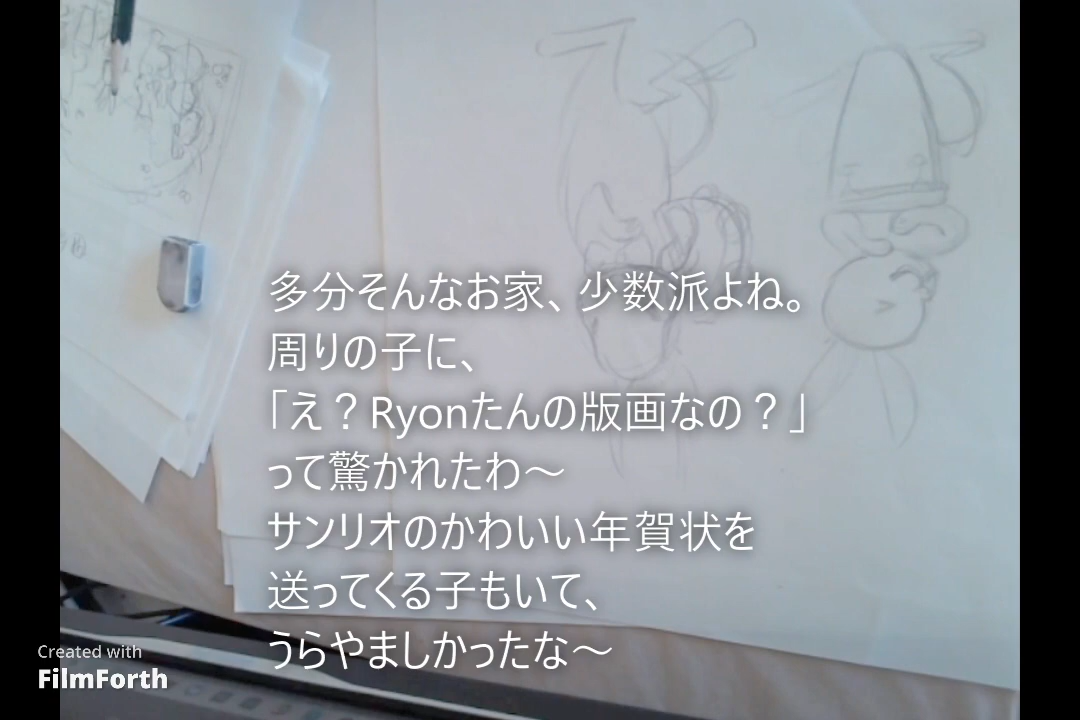 多分そんなお家、少数派よね。
周りの子に、
「え？Ryonたんの版画なの？」
って驚かれたわ～
サンリオのかわいい年賀状を
送ってくる子もいて、
うらやましかったな～
Created with
FilmForth